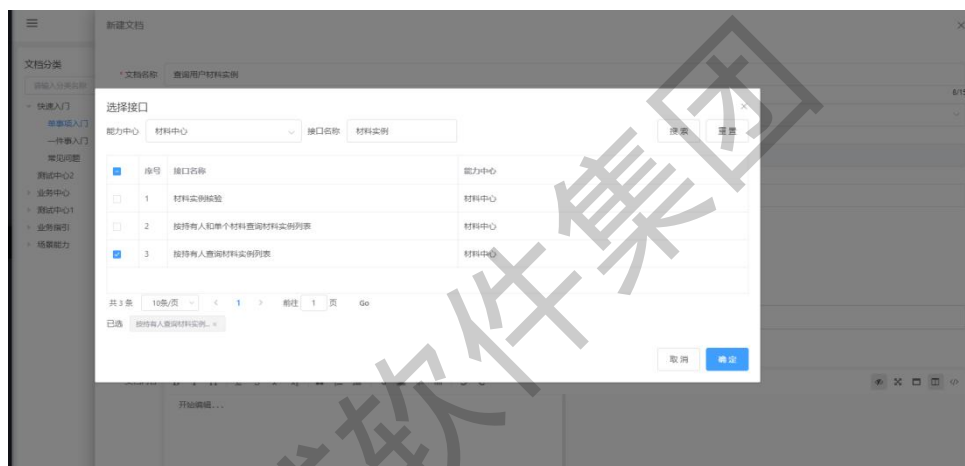 新建文档
文档分类
请输入分类名称
*文档名称 查询用户材料实例
6/15
快速入门
单事项入门
一件事入门
常见问题
测试中心2
业务中心
测试中心1
业务指引
场景能力
选择接口
能力中心 材料中心 接口名称 材料实例 搜索 重置
序号 接口名称 能力中心
1 材料实例核验 材料中心
2 按持有人和单个材料查询材料实例列表 材料中心
3 按持有人查询材料实例列表 材料中心
共 3 条 10条/页 < 1 > 前往 1 页 Go
已选 按持有人查询材料实例... ×
取消 确定
开始编辑...
软件集团